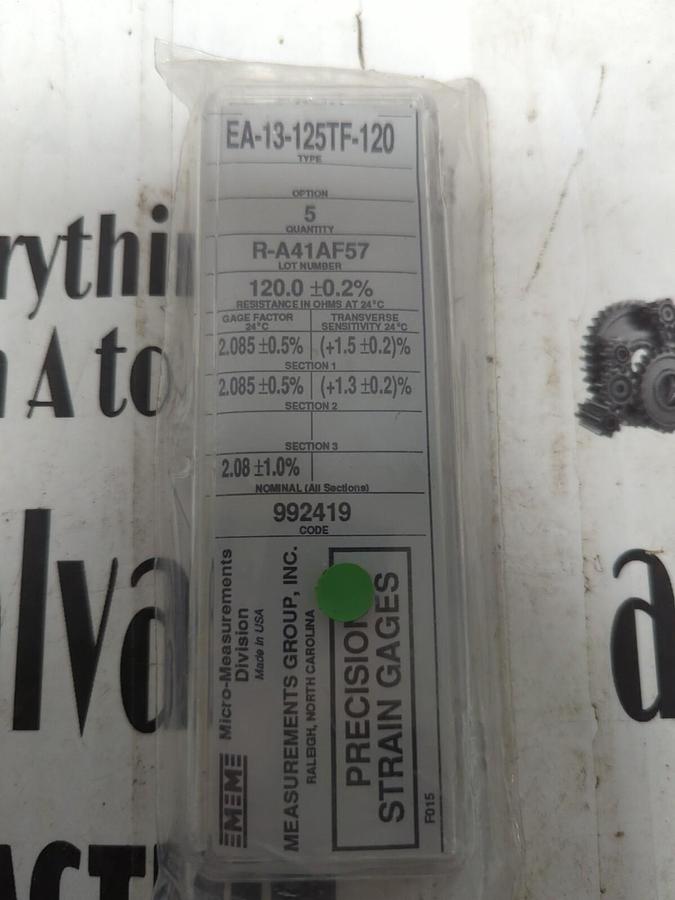 EA-13-125TF-120
TYPE
OPTION
5
QUANTITY
R-A41AF57
LOT NUMBER
120.0 ±0.2%
RESISTANCE IN OHMS AT 24°C
GAGE FACTOR 24°C
TRANSVERSE SENSITIVITY 24°C
2.085 ±0.5% (+1.5 ±0.2)%
SECTION 1
2.085 ±0.5% (+1.3 ±0.2)%
SECTION 2
SECTION 3
2.08 ±1.0%
NOMINAL (All Sections)
992419
CODE
Micro-Measurements
Division
Made in USA
MEASUREMENTS GROUP, INC.
RALEIGH, NORTH CAROLINA
PRECISION
STRAIN GAGES
F015
MM
rythi
A to
lva
a
ACT